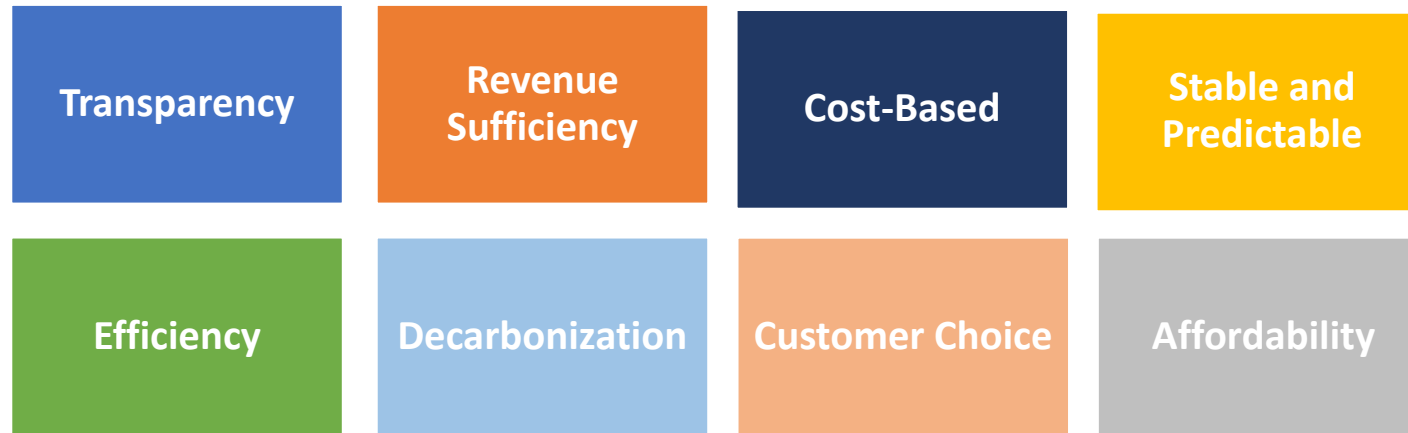 Transparency
Revenue
Sufficiency
Cost-Based
Stable and
Predictable
Efficiency
Decarbonization
Customer Choice
Affordability